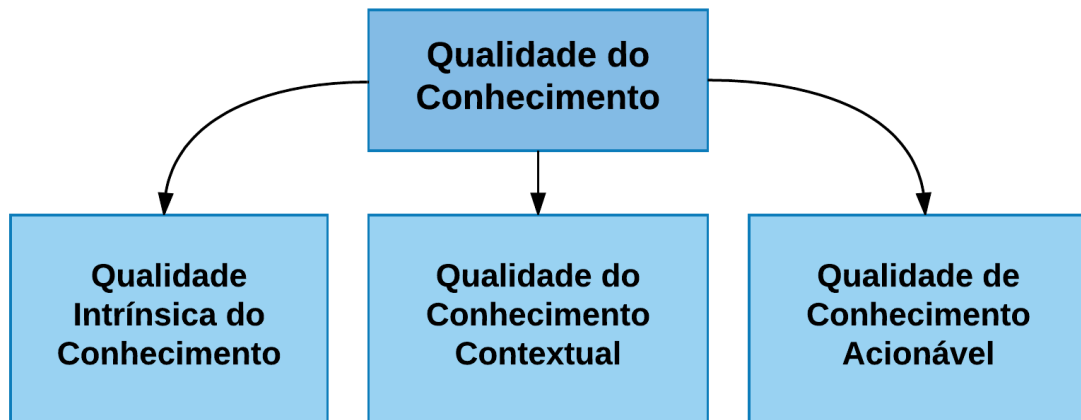 Qualidade do
Conhecimento
Qualidade
Intrínsica do
Conhecimento
Qualidade do
Conhecimento
Contextual
Qualidade de
Conhecimento
Acionável